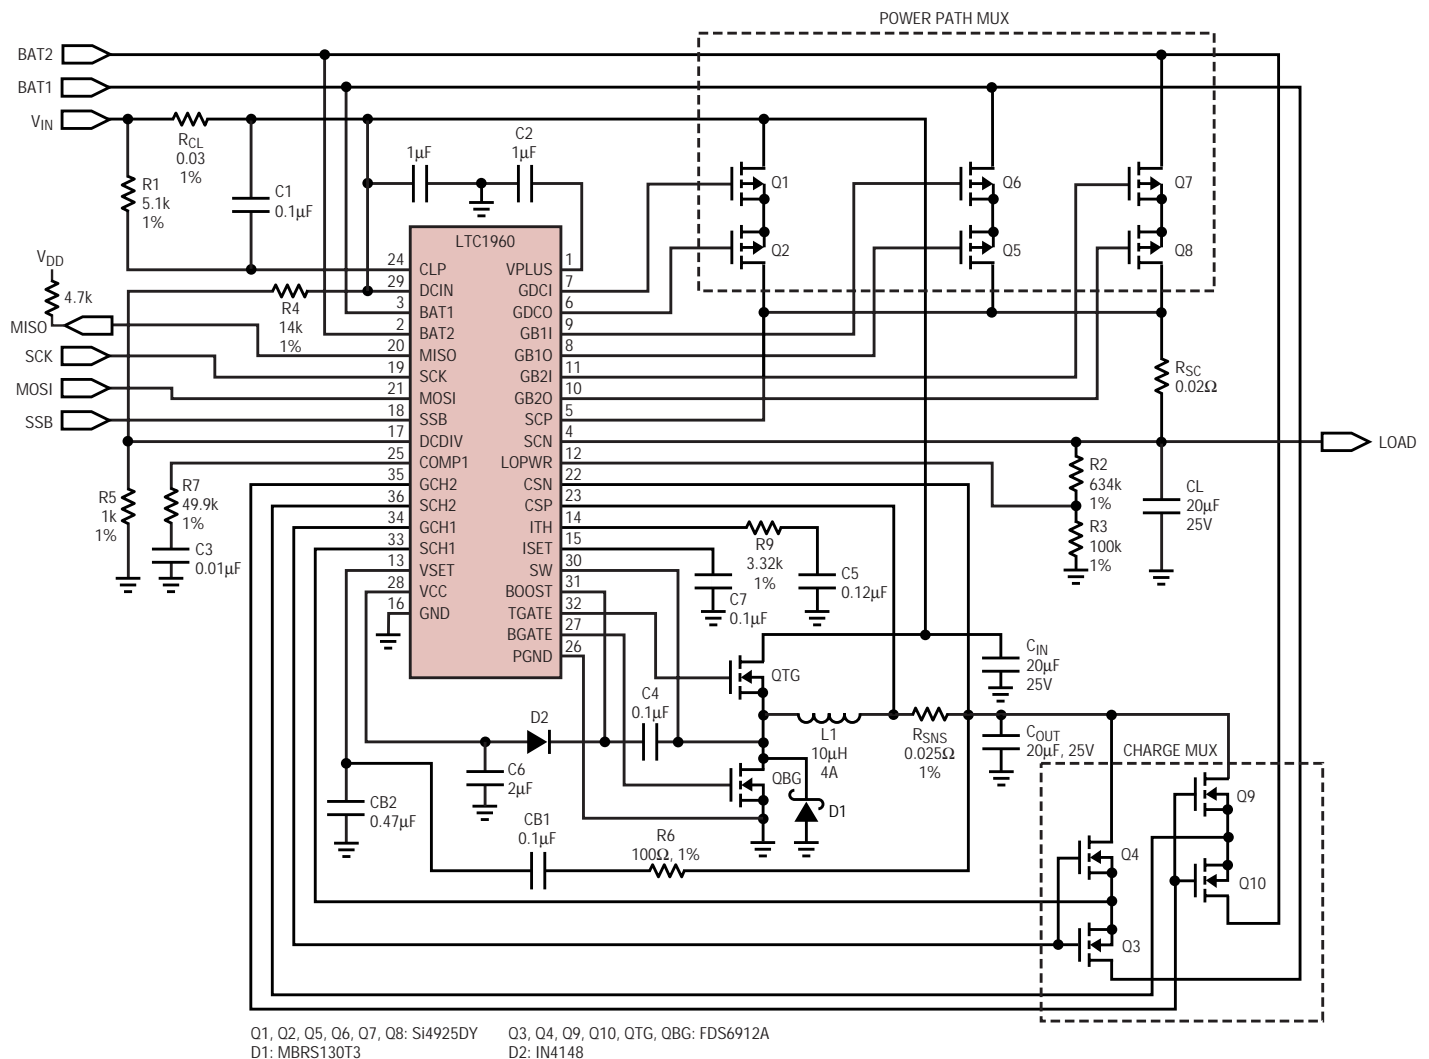 POWER PATH MUX
BAT2
BAT1
VIN
RCL
0.03
1%
R1
5.1k
1%
C1
0.1µF
1µF
C2
1µF
Q1
Q2
Q6
Q5
Q7
Q8
LTC1960
24 CLP
29 DCIN
3 BAT1
2 BAT2
20 MISO
19 SCK
21 MOSI
18 SSB
17 DCDIV
25 COMP1
35 GCH2
36 SCH2
34 GCH1
33 SCH1
13 VSET
28 VCC
16 GND
VPLUS 1
GDCI 7
GDCO 6
GB1I 9
GB1O 8
GB2I 11
GB2O 10
SCP 5
SCN 4
LOPWR 12
CSN 22
CSP 23
ITH 14
ISET 15
SW 30
BOOST 31
TGATE 32
BGATE 27
PGND 26
VDD
4.7k
MISO
SCK
MOSI
SSB
R4
14k
1%
R5
1k
1%
R7
49.9k
1%
C3
0.01µF
RSC
0.02Ω
LOAD
R2
634k
1%
R3
100k
1%
CL
20µF
25V
R9
3.32k
1%
C5
0.12µF
C7
0.1µF
QTG
CIN
20µF
25V
C4
0.1µF
D2
C6
2µF
L1
10µH
4A
RSNS
0.025Ω
1%
COUT
20µF, 25V
CHARGE MUX
QBG
D1
CB2
0.47µF
CB1
0.1µF
R6
100Ω, 1%
Q9
Q4
Q10
Q3
Q1, Q2, Q5, Q6, Q7, Q8: Si4925DY Q3, Q4, Q9, Q10, QTG, QBG: FDS6912A
D1: MBRS130T3 D2: IN4148